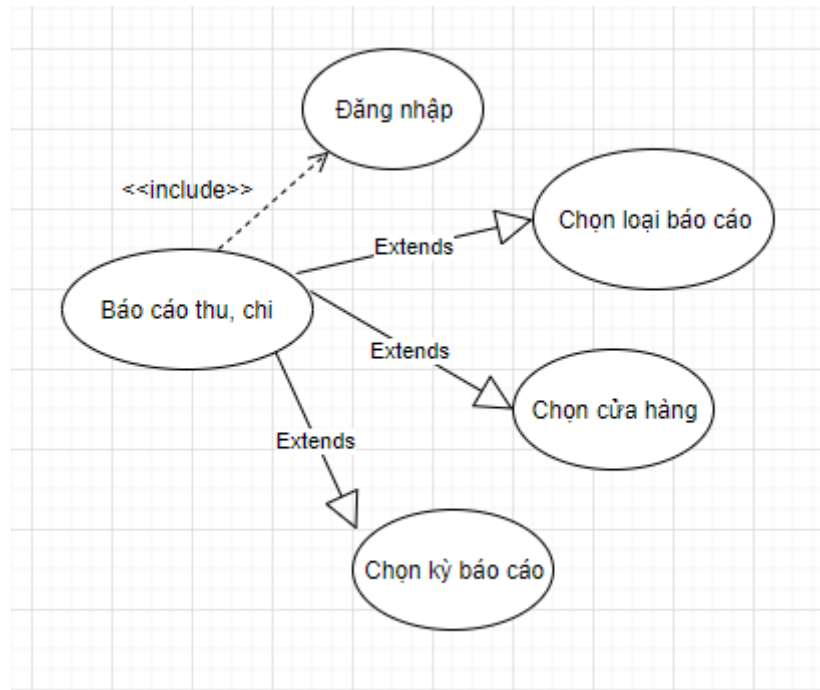 Đăng nhập
<<include>>
Chọn loại báo cáo
Extends
Báo cáo thu, chi
Extends
Chọn cửa hàng
Extends
Chọn kỳ báo cáo